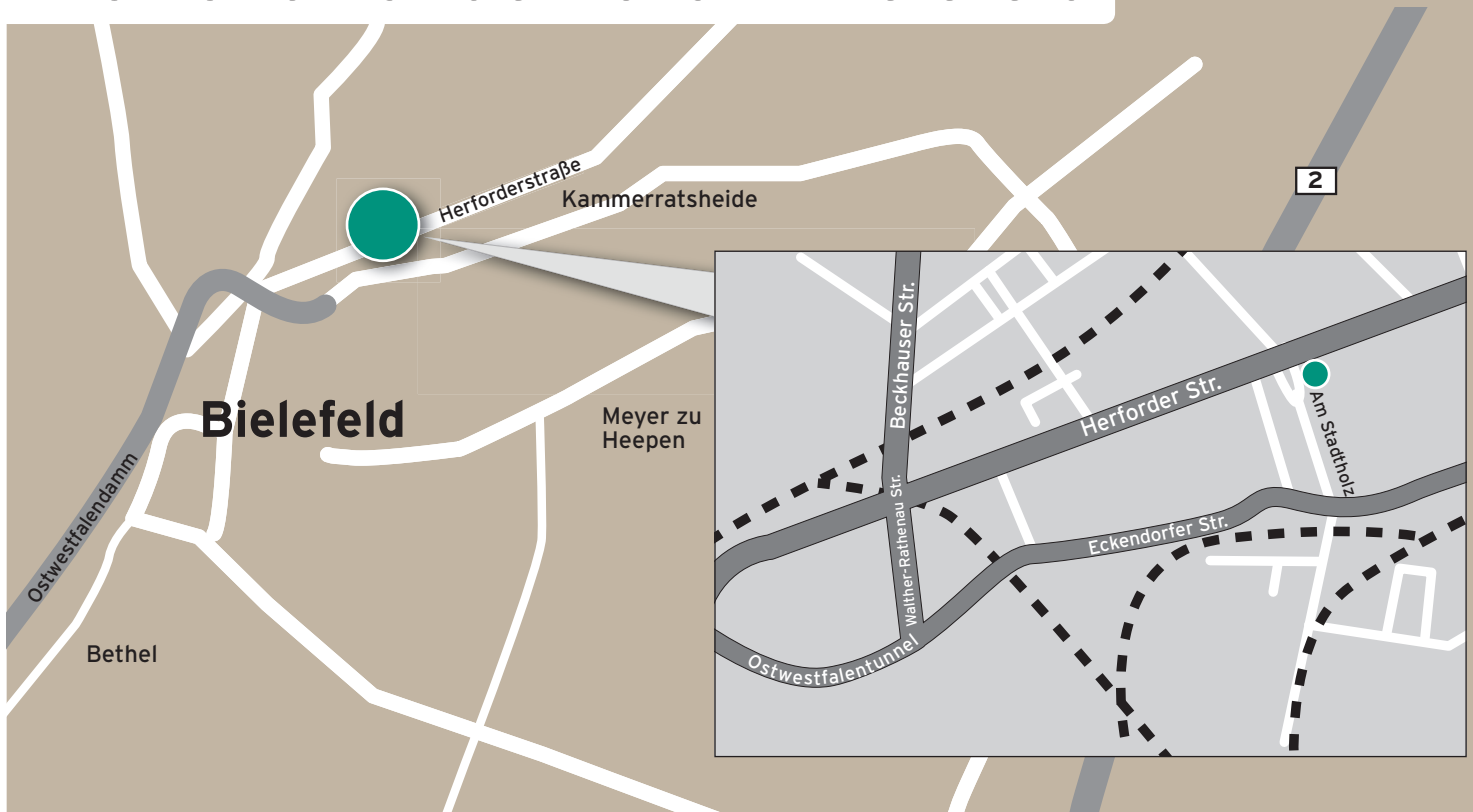 Herforderstraße
Kammerratsheide
2
Bielefeld
Meyer zu
Heepen
Ostwestfalendamm
Bethel
Beckhauser Str.
Herforder Str.
Am Stadtholz
Walther-Rathenau Str.
Eckendorfer Str.
Ostwestfalentunnel